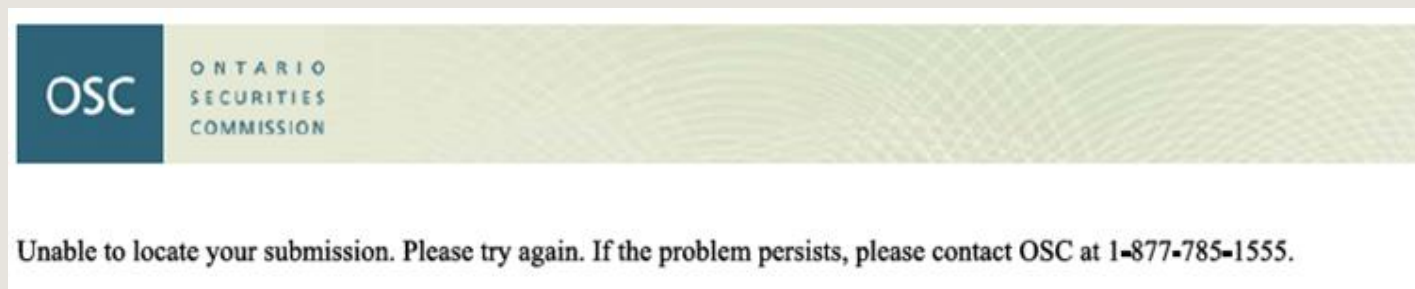 OSC
ONTARIO
SECURITIES
COMMISSION
Unable to locate your submission. Please try again. If the problem persists, please contact OSC at 1-877-785-1555.